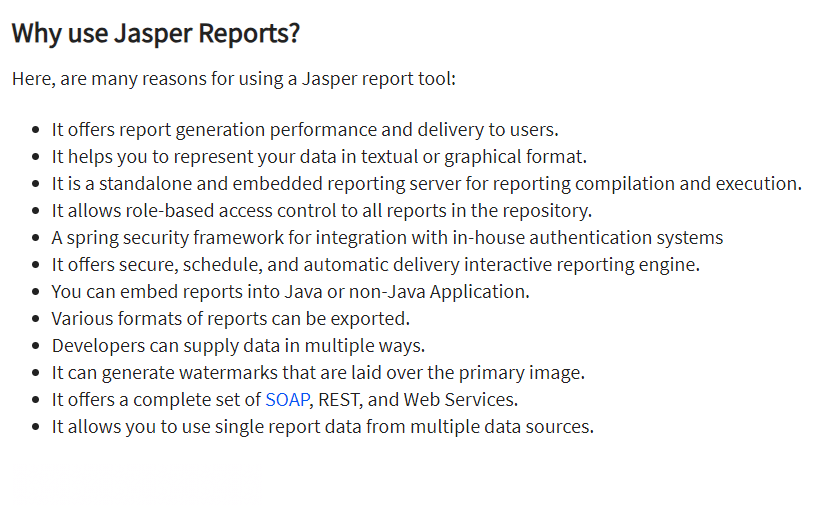 Why use Jasper Reports?
Here, are many reasons for using a Jasper report tool:
• It offers report generation performance and delivery to users.
• It helps you to represent your data in textual or graphical format.
• It is a standalone and embedded reporting server for reporting compilation and execution.
• It allows role-based access control to all reports in the repository.
• A spring security framework for integration with in-house authentication systems
• It offers secure, schedule, and automatic delivery interactive reporting engine.
• You can embed reports into Java or non-Java Application.
• Various formats of reports can be exported.
• Developers can supply data in multiple ways.
• It can generate watermarks that are laid over the primary image.
• It offers a complete set of SOAP, REST, and Web Services.
• It allows you to use single report data from multiple data sources.